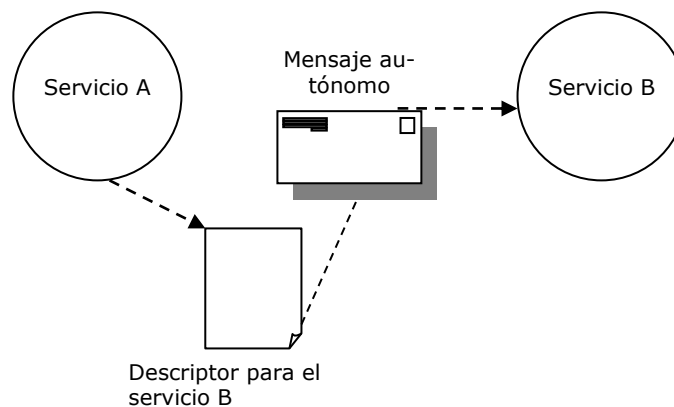 Servicio A
Mensaje au-
tónomo
Servicio B
Descriptor para el
servicio B